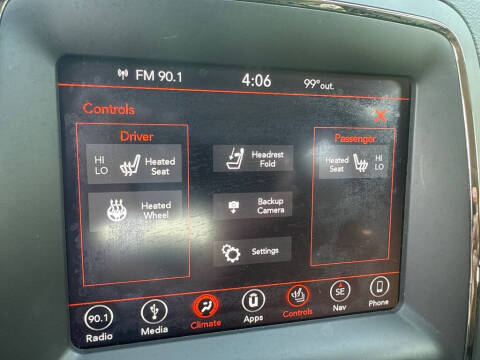 FM 90.1 4:06 99°out.
Controls
Driver
Passenger
HI
LO
Heated
Seat
Headrest
Fold
Heated
Seat
HI
LO
Heated
Wheel
Backup
Camera
Settings
90.1
SE
Radio
Media
Climate
Apps
Controls
Nav
Phone